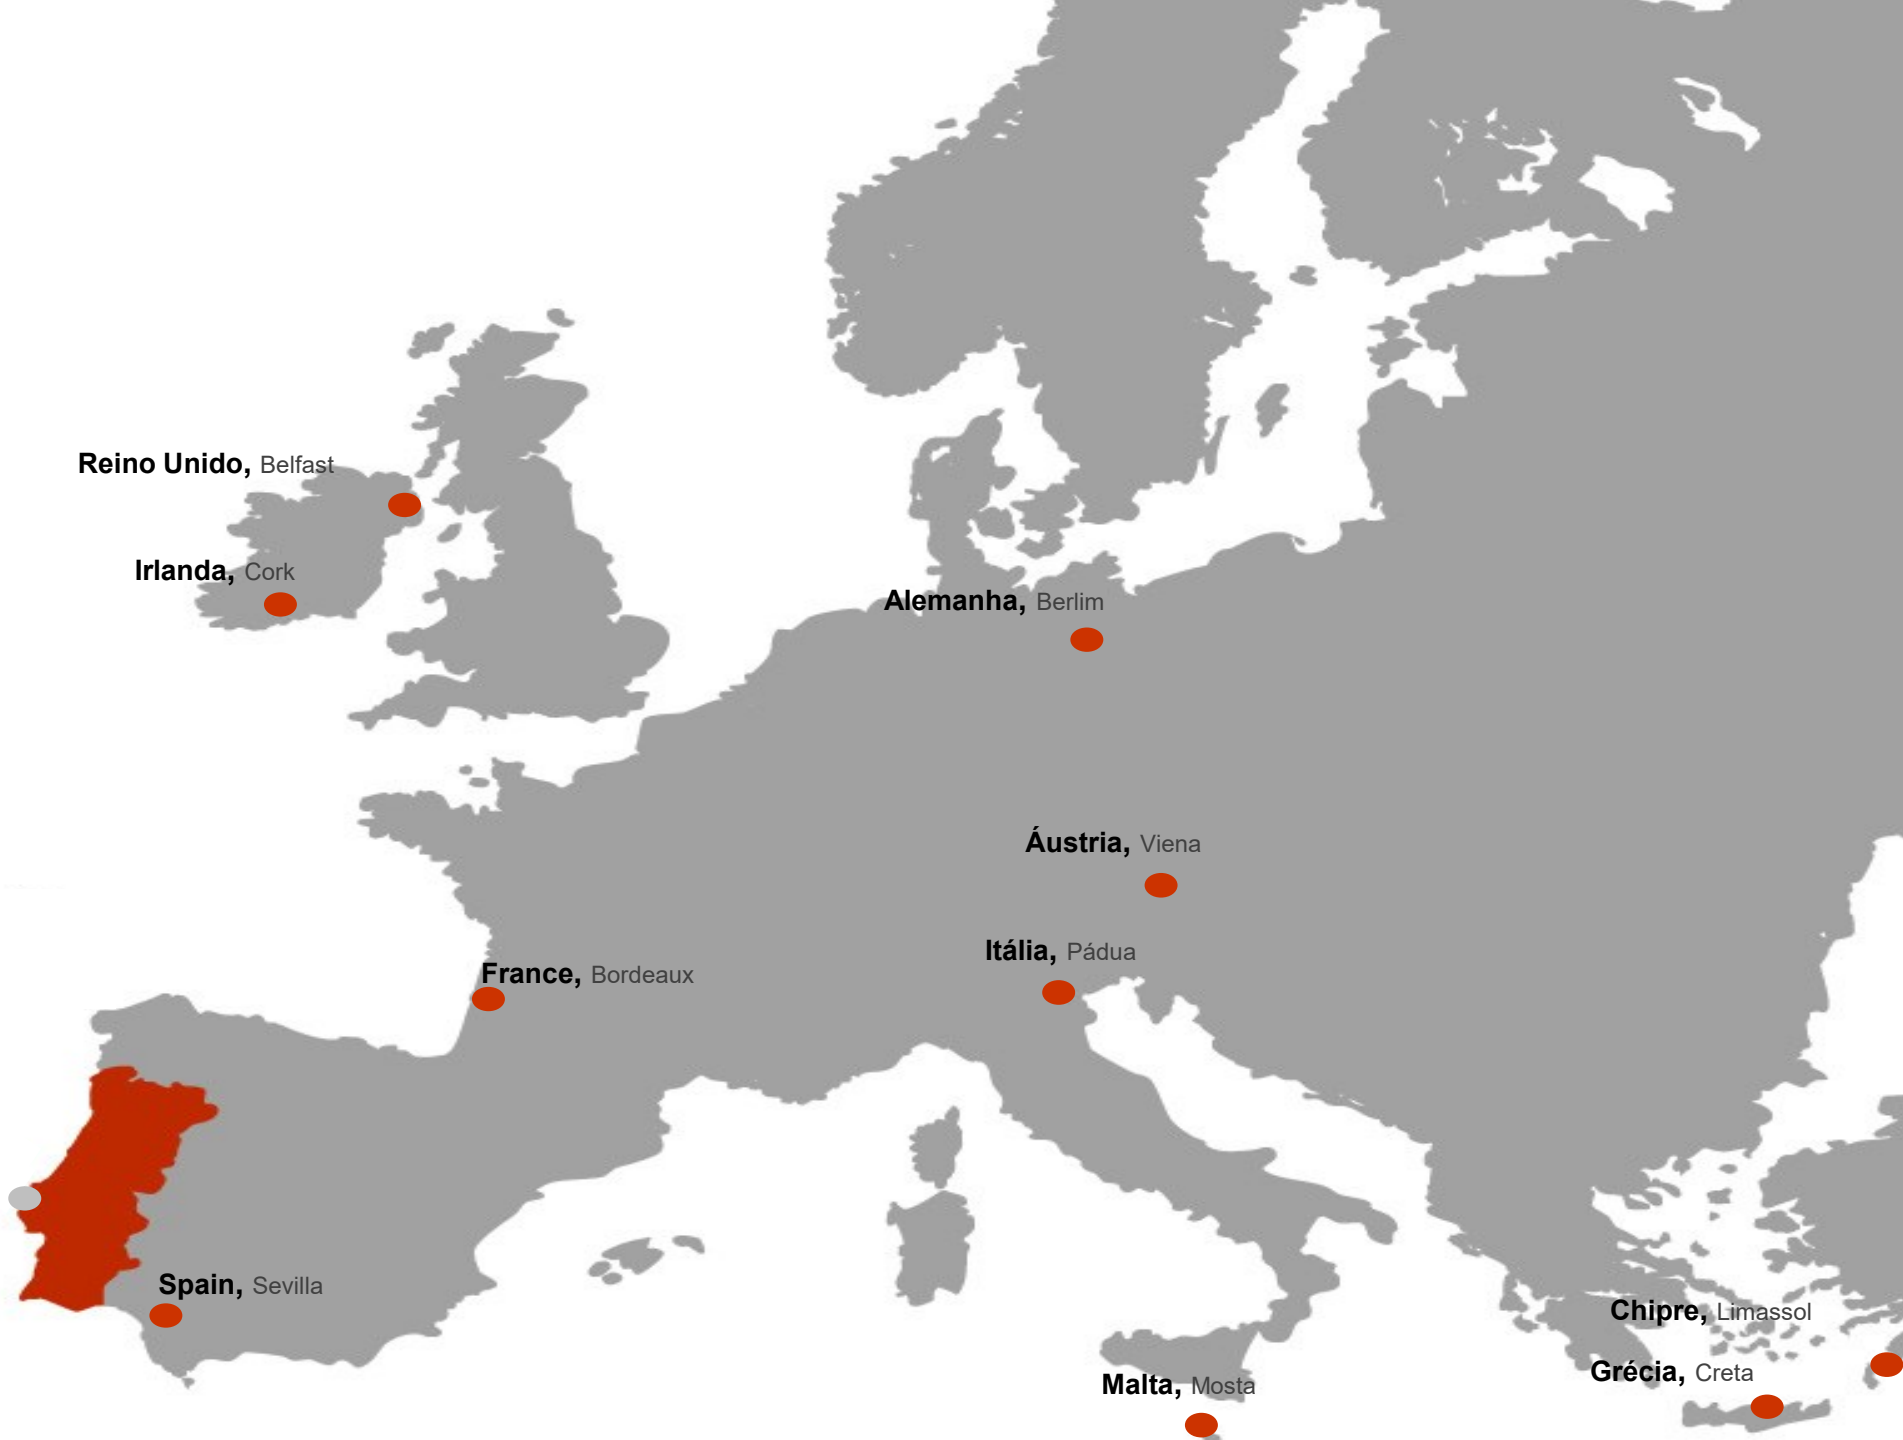 Reino Unido, Belfast
Irlanda, Cork
Alemanha, Berlim
Áustria, Viena
Itália, Pádua
France, Bordeaux
Spain, Sevilla
Chipre, Limassol
Grécia, Creta
Malta, Mosta